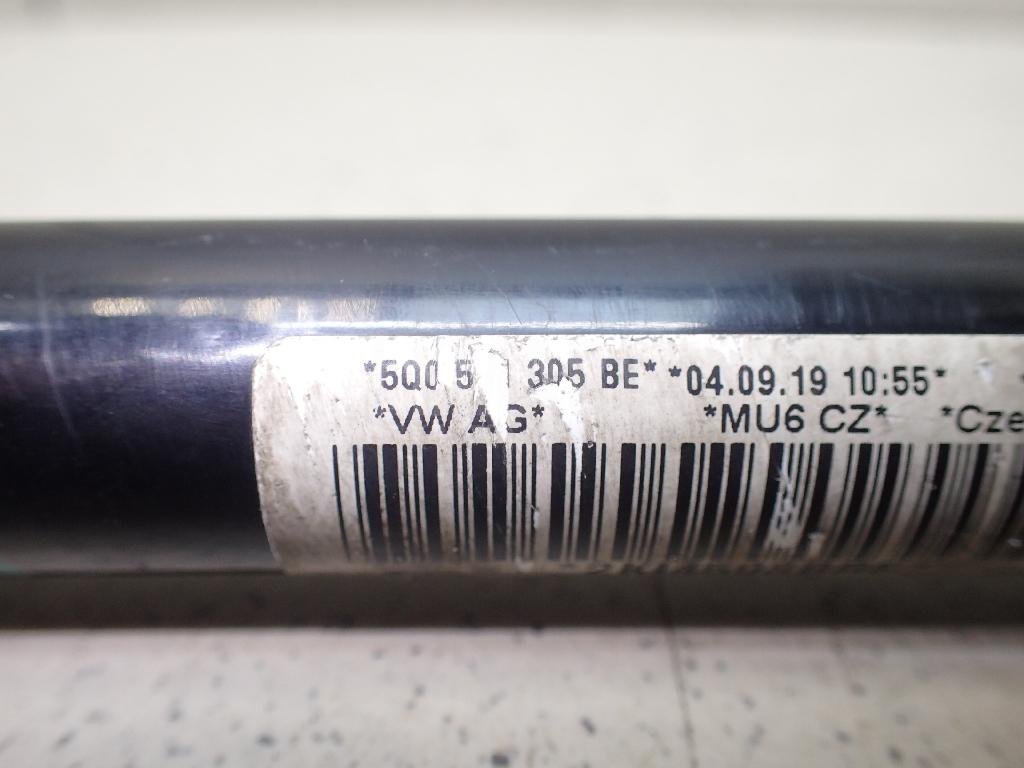 *5Q0 305 BE* *04.09.19 10:55*
*VW AG* *MU6 CZ* *Cze